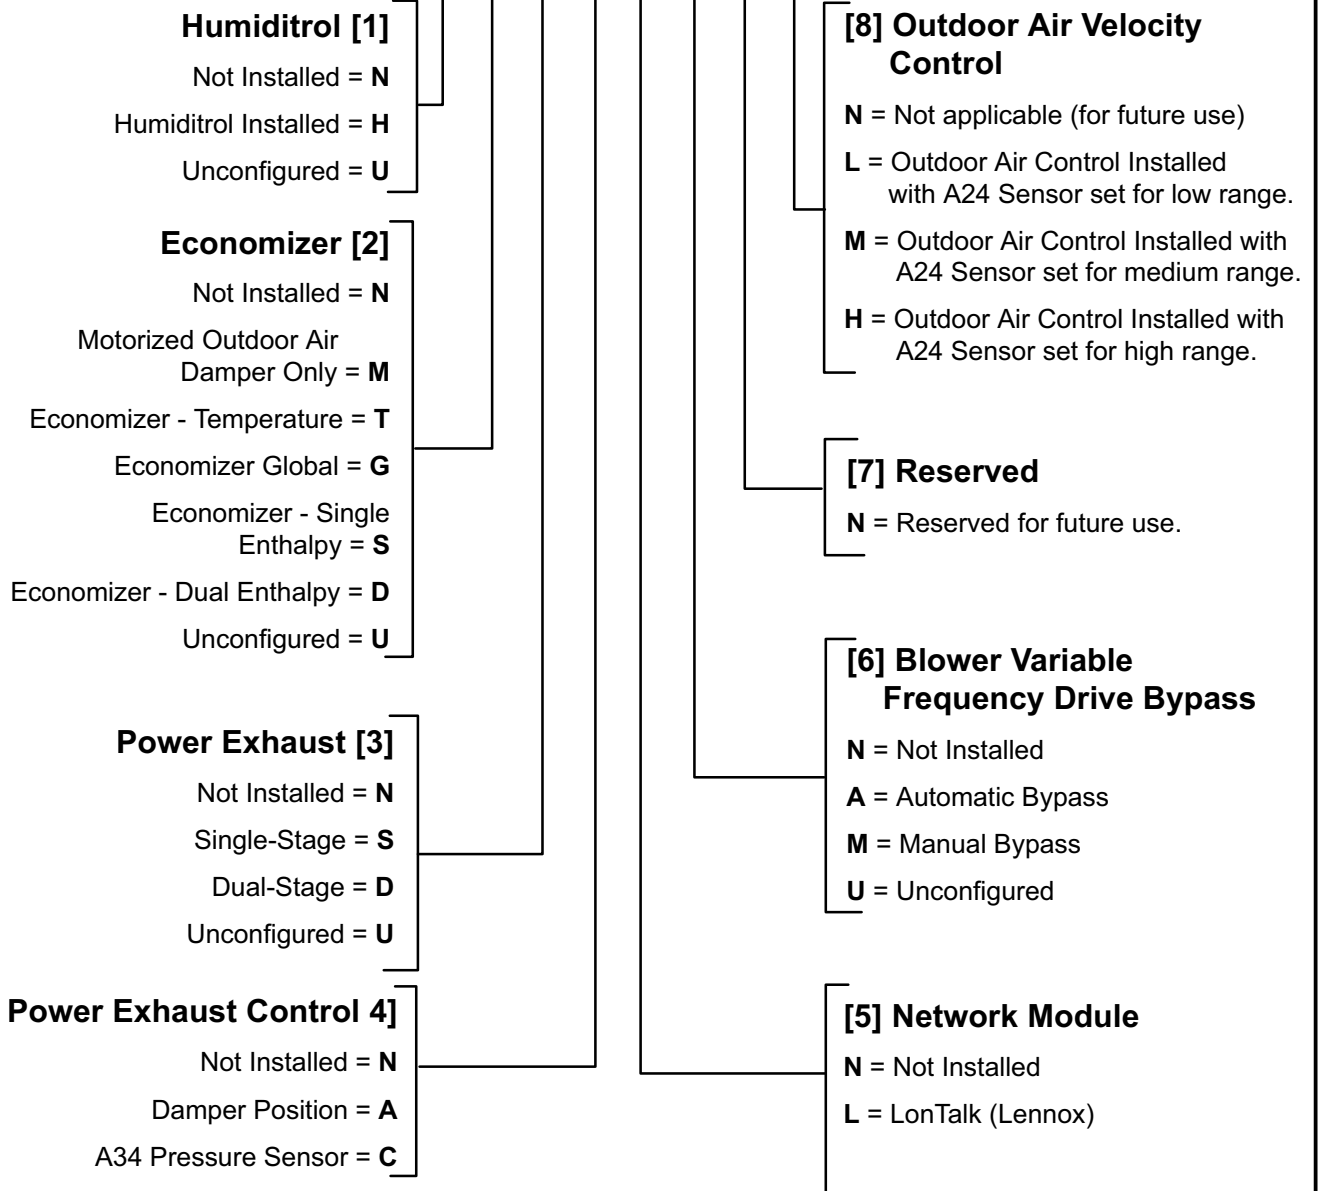 Humiditrol [1]
Not Installed = N
Humiditrol Installed = H
Unconfigured = U
Economizer [2]
Not Installed = N
Motorized Outdoor Air
Damper Only = M
Economizer - Temperature = T
Economizer Global = G
Economizer - Single
Enthalpy = S
Economizer - Dual Enthalpy = D
Unconfigured = U
Power Exhaust [3]
Not Installed = N
Single-Stage = S
Dual-Stage = D
Unconfigured = U
Power Exhaust Control 4]
Not Installed = N
Damper Position = A
A34 Pressure Sensor = C
[8] Outdoor Air Velocity
Control
N = Not applicable (for future use)
L = Outdoor Air Control Installed
with A24 Sensor set for low range.
M = Outdoor Air Control Installed with
A24 Sensor set for medium range.
H = Outdoor Air Control Installed with
A24 Sensor set for high range.
[7] Reserved
N = Reserved for future use.
[6] Blower Variable
Frequency Drive Bypass
N = Not Installed
A = Automatic Bypass
M = Manual Bypass
U = Unconfigured
[5] Network Module
N = Not Installed
L = LonTalk (Lennox)